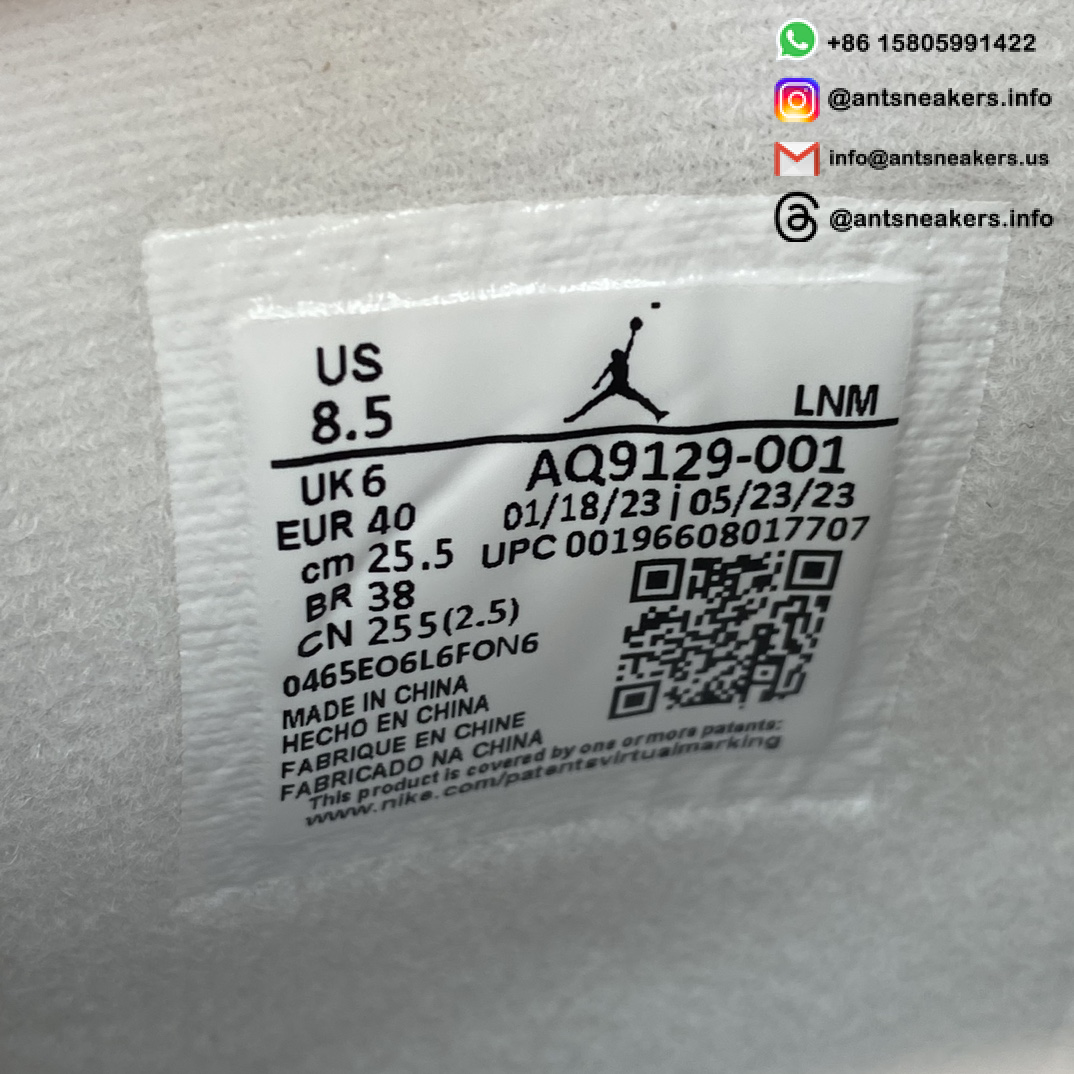 +86 15805991422
@antsneakers.info
info@antsneakers.us
@antsneakers.info
US
8.5
LNM
UK 6
AQ9129-001
EUR 40
01/18/23 | 05/23/23
cm 25.5
UPC 00196608017707
BR 38
CN 255(2.5)
0465EO6L6FON6
MADE IN CHINA
HECHO EN CHINA
FABRIQUE EN CHINE
FABRICADO NA CHINA
This product is covered by one or more patents:
www.nike.com/patentsvirtualmarking